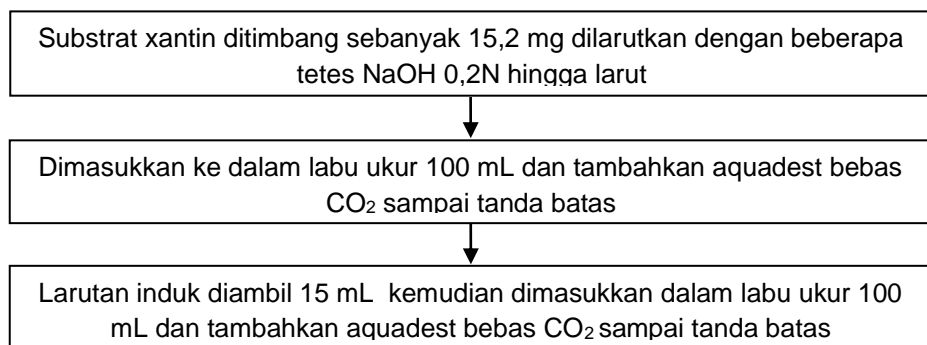 Substrat xantin ditimbang sebanyak 15,2 mg dilarutkan dengan beberapa
tetes NaOH 0,2N hingga larut
Dimasukkan ke dalam labu ukur 100 mL dan tambahkan aquadest bebas
CO₂ sampai tanda batas
Larutan induk diambil 15 mL kemudian dimasukkan dalam labu ukur 100
mL dan tambahkan aquadest bebas CO₂ sampai tanda batas